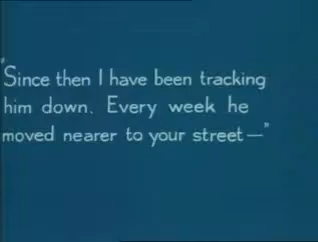 "Since then I have been tracking
him down. Every week he
moved nearer to your street—"